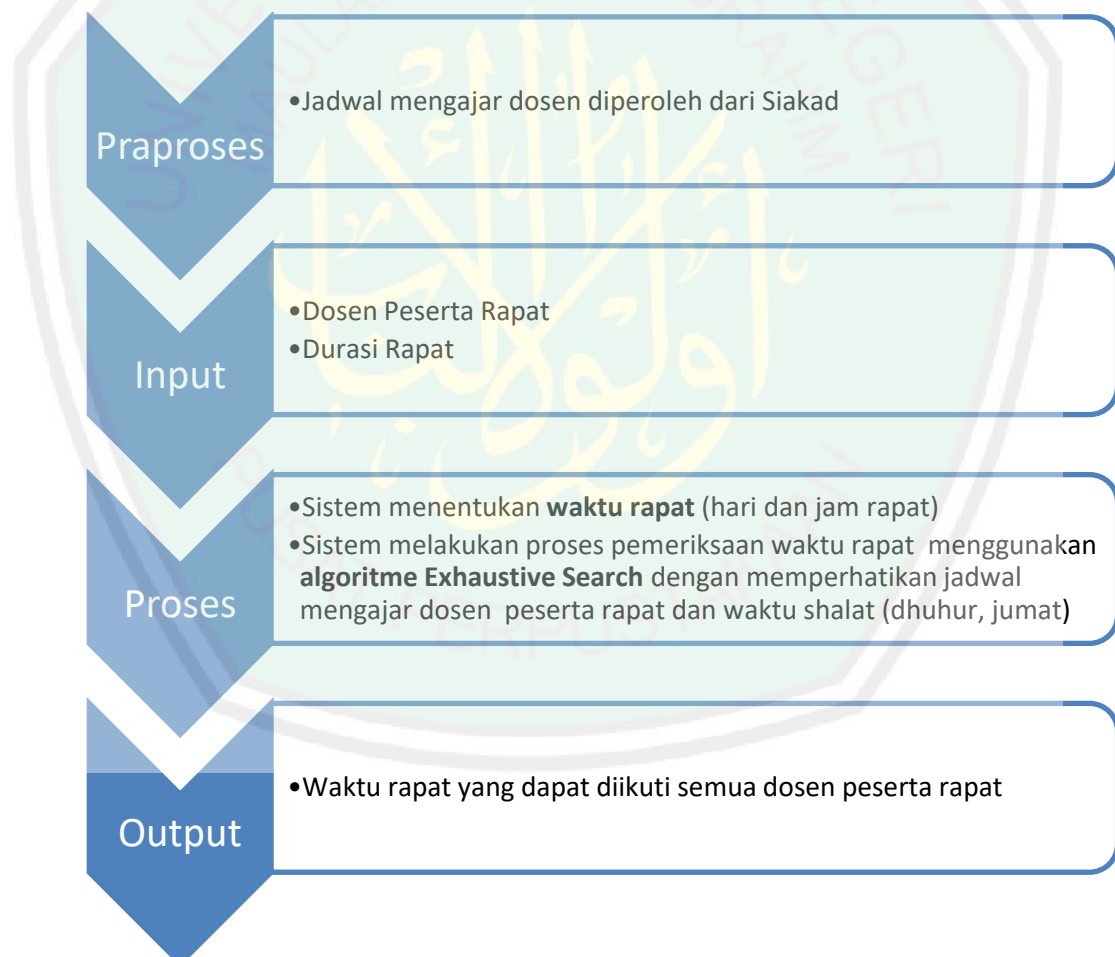 Praproses
•Jadwal mengajar dosen diperoleh dari Siakad
Input
•Dosen Peserta Rapat
•Durasi Rapat
Proses
•Sistem menentukan waktu rapat (hari dan jam rapat)
•Sistem melakukan proses pemeriksaan waktu rapat menggunakan
algoritme Exhaustive Search dengan memperhatikan jadwal
mengajar dosen peserta rapat dan waktu shalat (dhuhur, jumat)
Output
•Waktu rapat yang dapat diikuti semua dosen peserta rapat